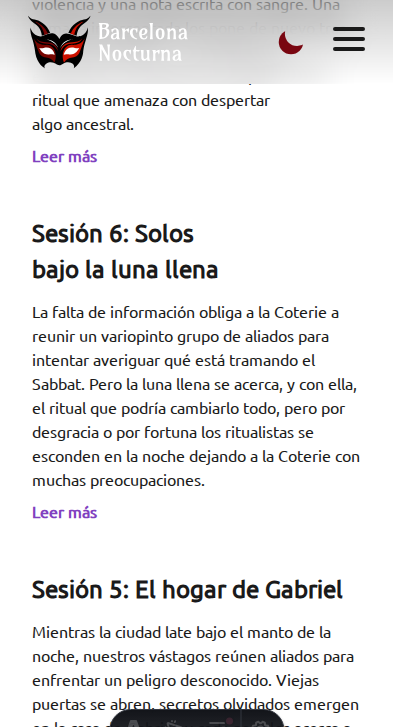 violencia y una nota escrita con sangre. Una
Barcelona
Nocturna
ritual que amenaza con despertar
algo ancestral.
Leer más
Sesión 6: Solos
bajo la luna llena
La falta de información obliga a la Coterie a
reunir un variopinto grupo de aliados para
intentar averiguar qué está tramando el
Sabbat. Pero la luna llena se acerca, y con ella,
el ritual que podría cambiarlo todo, pero por
desgracia o por fortuna los ritualistas se
esconden en la noche dejando a la Coterie con
muchas preocupaciones.
Leer más
Sesión 5: El hogar de Gabriel
Mientras la ciudad late bajo el manto de la
noche, nuestros vástagos reúnen aliados para
enfrentar un peligro desconocido. Viejas
puertas se abren, secretos olvidados emergen